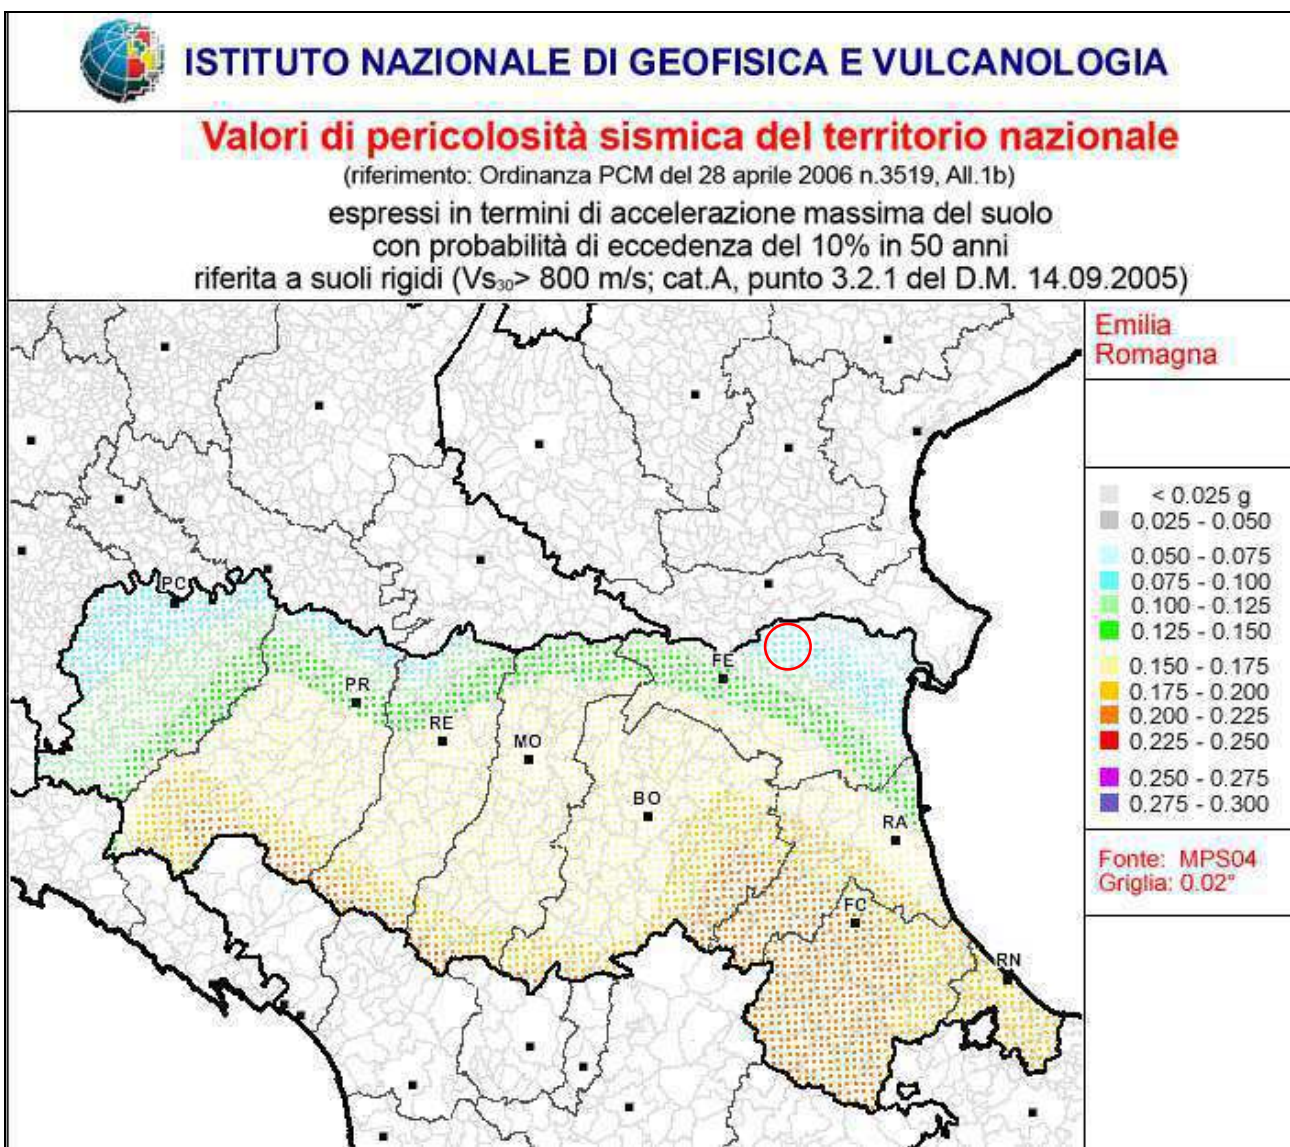 ISTITUTO NAZIONALE DI GEOFISICA E VULCANOLOGIA
Valori di pericolosità sismica del territorio nazionale
(riferimento: Ordinanza PCM del 28 aprile 2006 n.3519, All.1b)
espressi in termini di accelerazione massima del suolo
con probabilità di eccedenza del 10% in 50 anni
riferita a suoli rigidi (Vs30> 800 m/s; cat.A, punto 3.2.1 del D.M. 14.09.2005)
Emilia
Romagna
< 0.025 g
0.025 - 0.050
0.050 - 0.075
0.075 - 0.100
0.100 - 0.125
0.125 - 0.150
0.150 - 0.175
0.175 - 0.200
0.200 - 0.225
0.225 - 0.250
0.250 - 0.275
0.275 - 0.300
Fonte: MPS04
Griglia: 0.02°
PC
FE
PR
RE
MO
BO
RA
FC
RN